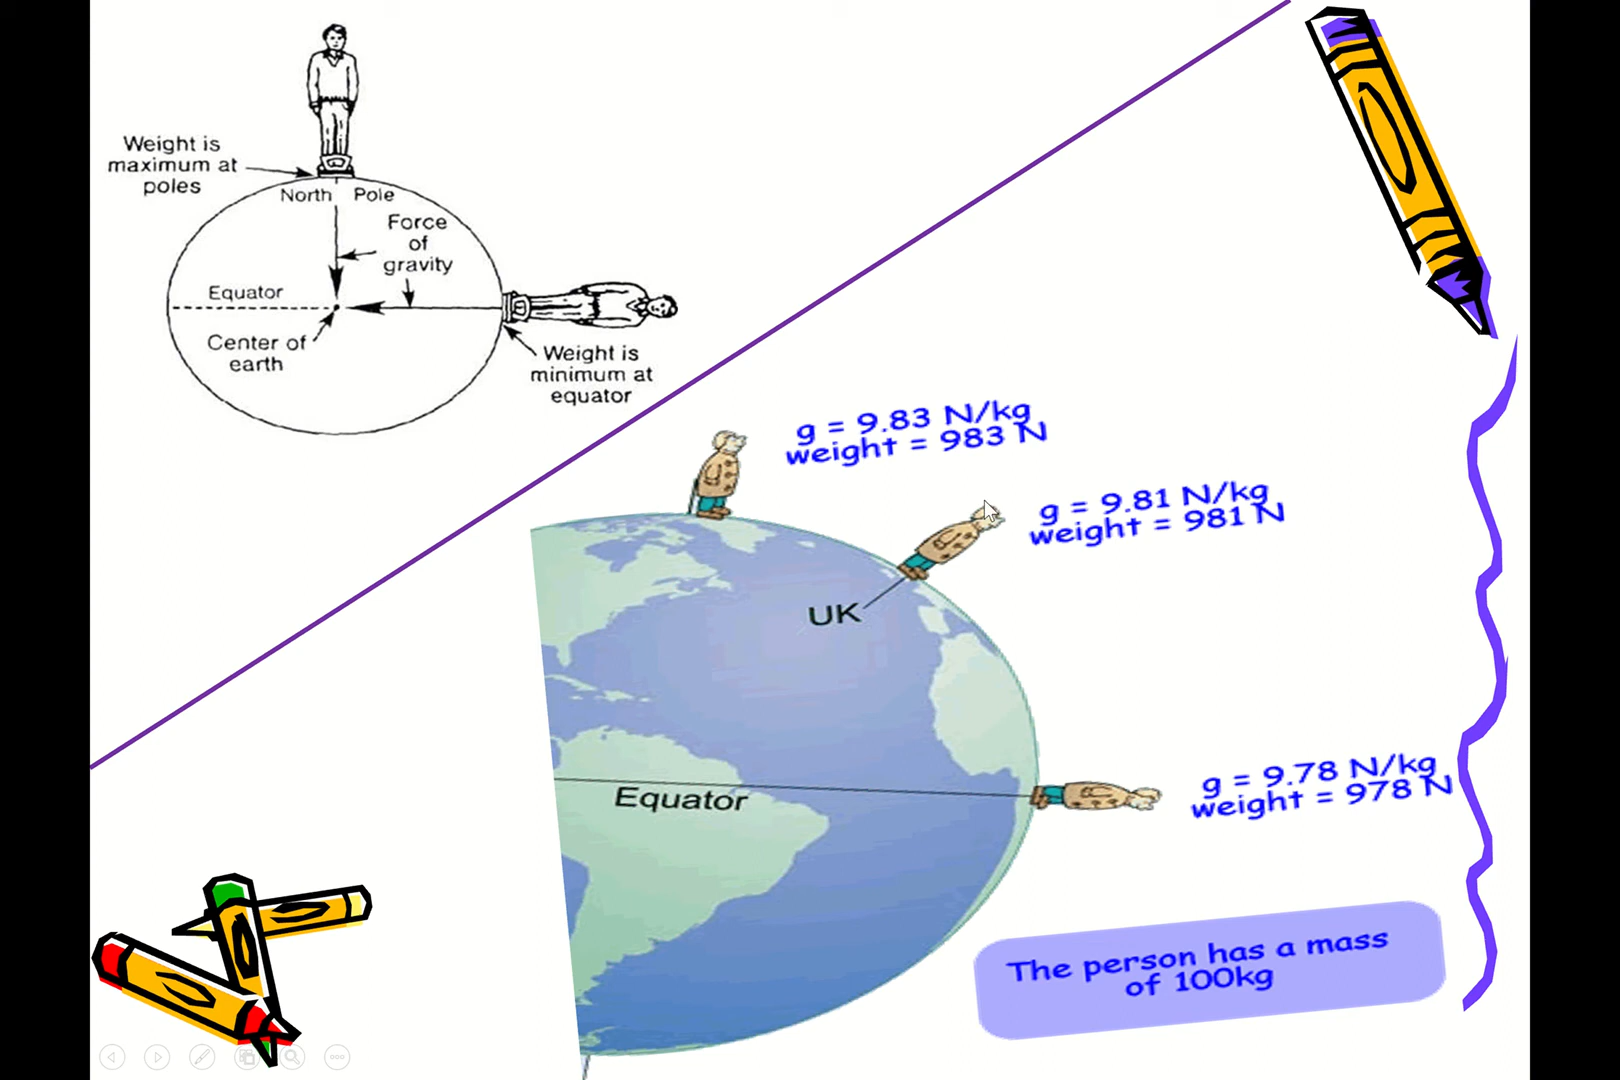 Weight is
maximum at
poles
North Pole
Force
of
gravity
Equator
Center of
earth
Weight is
minimum at
equator
g = 9.83 N/kg
weight = 983 N
g = 9.81 N/kg
weight = 981 N
UK
g = 9.78 N/kg
weight = 978 N
Equator
The person has a mass
of 100kg